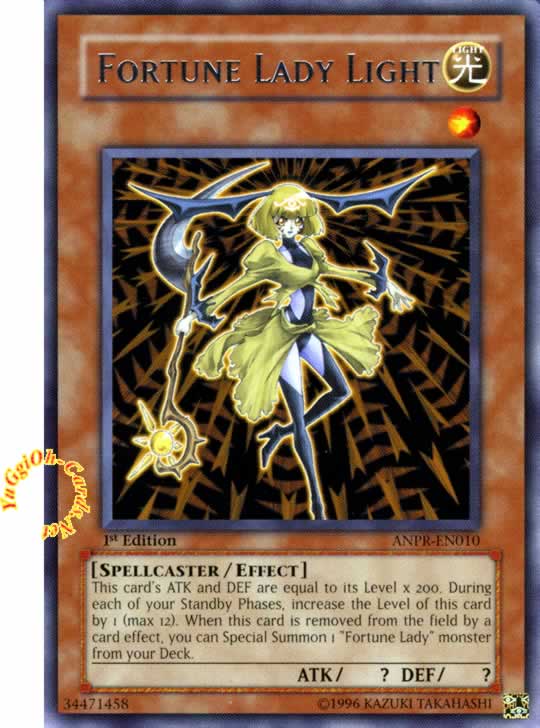 FORTUNE LADY LIGHT
LIGHT
光
YuGgiOh-Cards.Net
1st Edition
ANPR-EN010
[SPELLCASTER / EFFECT]
This card's ATK and DEF are equal to its Level x 200. During
each of your Standby Phases, increase the Level of this card
by 1 (max 12). When this card is removed from the field by a
card effect, you can Special Summon 1 "Fortune Lady" monster
from your Deck.
ATK/ ? DEF/ ?
34471458
©1996 KAZUKI TAKAHASHI